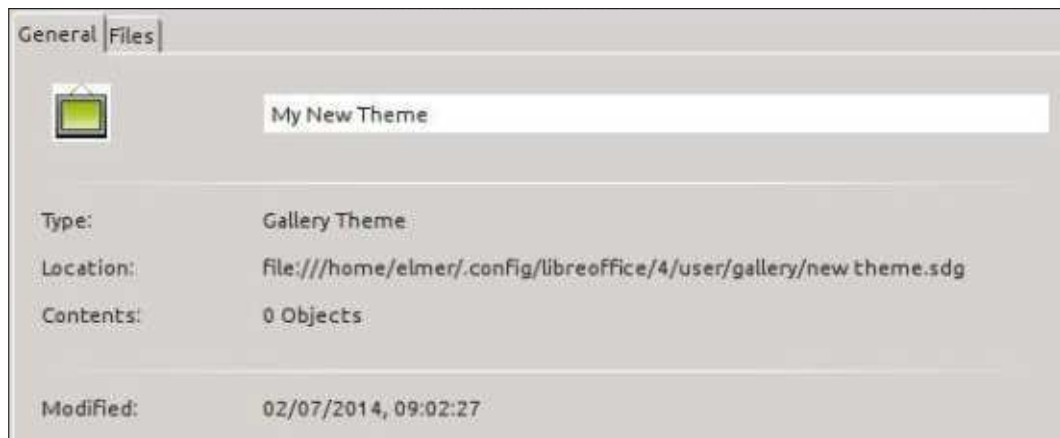 General Files
My New Theme
Type: Gallery Theme
Location: file:///home/elmer/.config/libreoffice/4/user/gallery/new theme.sdg
Contents: 0 Objects
Modified: 02/07/2014, 09:02:27